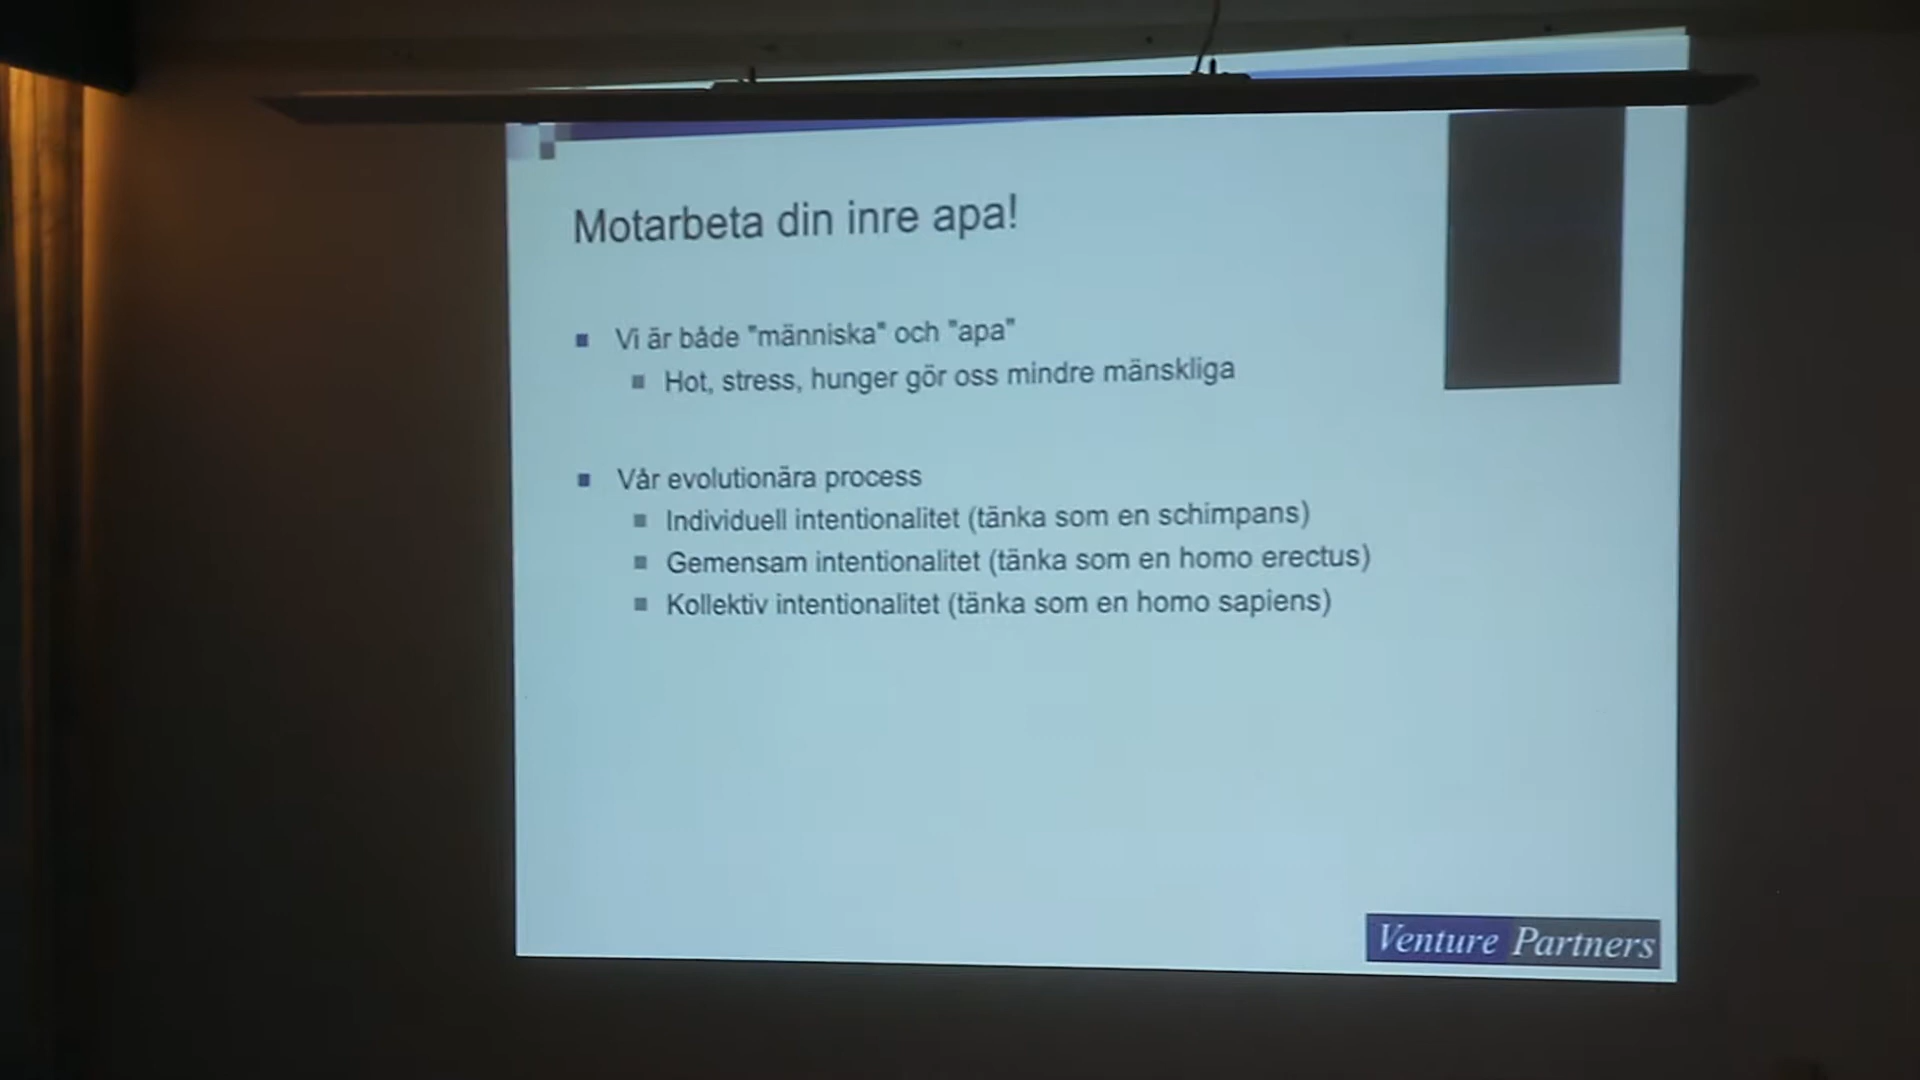 Motarbeta din inre apa!
Vi är både "människa" och "apa"
Hot, stress, hunger gör oss mindre mänskliga
Vår evolutionära process
Individuell intentionalitet (tänka som en schimpans)
Gemensam intentionalitet (tänka som en homo erectus)
Kollektiv intentionalitet (tänka som en homo sapiens)
Venture Partners